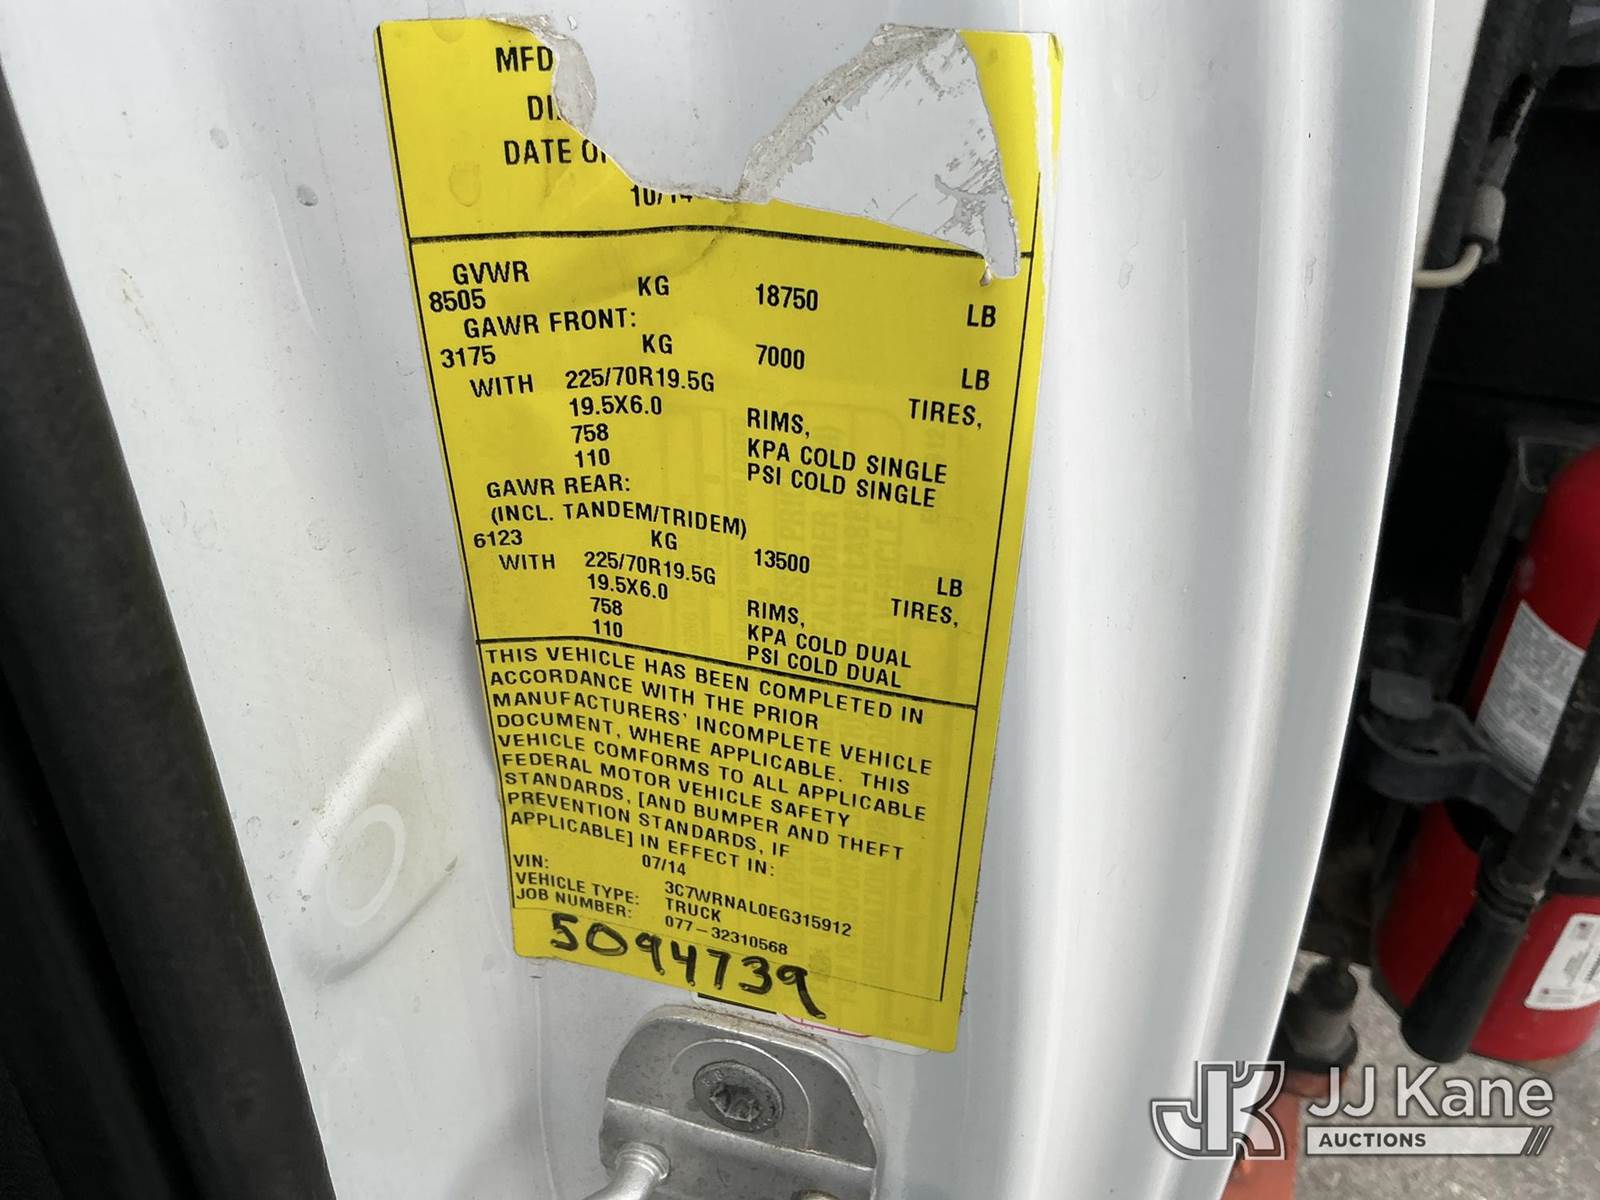 MFD
DATE
10/14
GVWR
8505 KG 18750 LB
GAWR FRONT:
3175 KG 7000 LB
WITH 225/70R19.5G TIRES,
19.5X6.0 RIMS,
758 KPA COLD SINGLE
110 PSI COLD SINGLE
GAWR REAR:
(INCL. TANDEM/TRIDEM)
6123 KG 13500 LB
WITH 225/70R19.5G TIRES,
19.5X6.0 RIMS,
758 KPA COLD DUAL
110 PSI COLD DUAL
THIS VEHICLE HAS BEEN COMPLETED IN
ACCORDANCE WITH THE PRIOR
MANUFACTURERS' INCOMPLETE VEHICLE
DOCUMENT, WHERE APPLICABLE. THIS
VEHICLE COMFORMS TO ALL APPLICABLE
FEDERAL MOTOR VEHICLE SAFETY
STANDARDS, [AND BUMPER AND THEFT
PREVENTION STANDARDS, IF
APPLICABLE] IN EFFECT IN:
07/14
VIN: 3C7WRNAL0EG315912
VEHICLE TYPE: TRUCK
JOB NUMBER: 077-32310568
5094739
JK JJ Kane
AUCTIONS